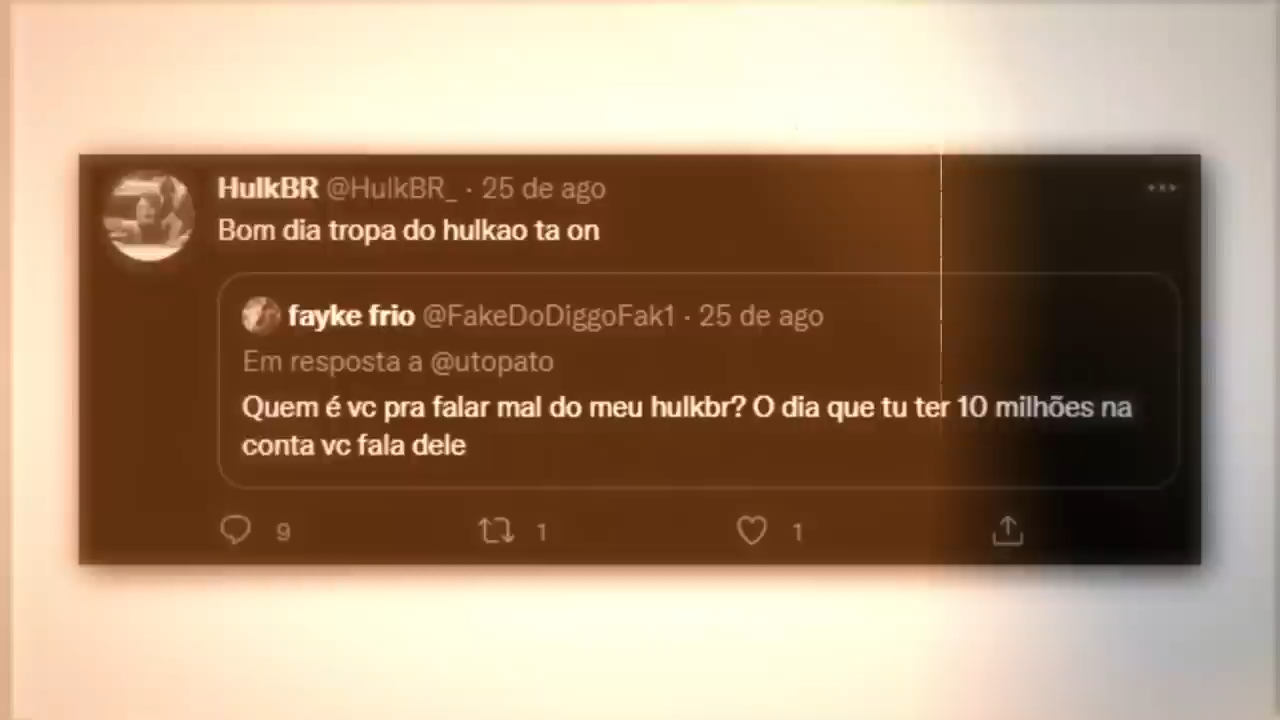 HulkBR @HulkBR_ · 25 de ago
Bom dia tropa do hulkao ta on
fayke frio @FakeDoDiggoFak1 · 25 de ago
Em resposta a @utopato
Quem é vc pra falar mal do meu hulkbr? O dia que tu ter 10 milhões na
conta vc fala dele
9 1 1